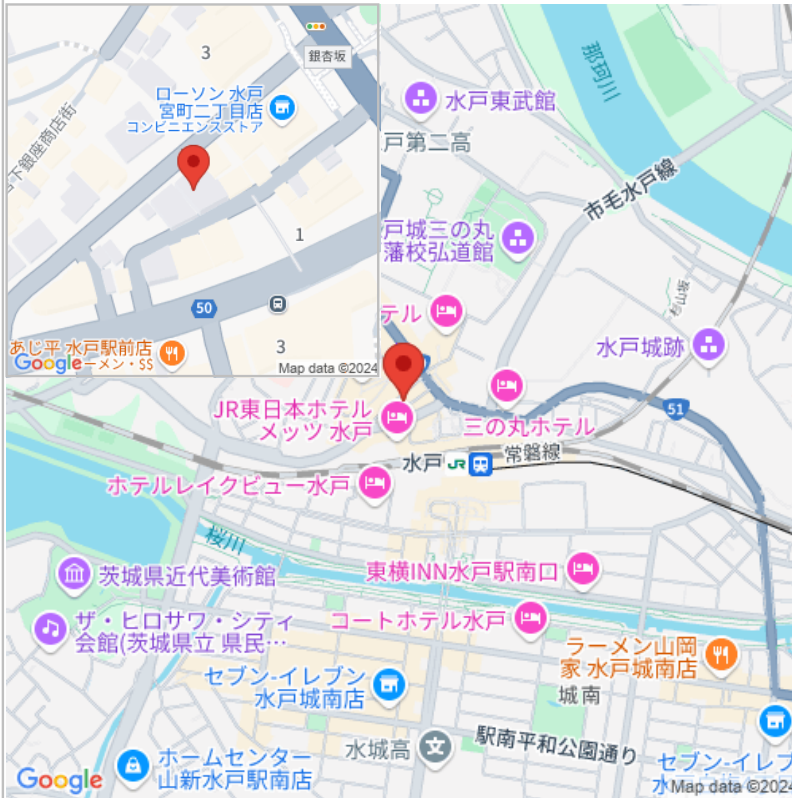 3
銀杏坂
ローソン 水戸
宮町二丁目店
コンビニエンスストア
下銀座商店街
1
50
3
あじ平 水戸駅前店
ーメン・$$
Google
Map data ©2024
那珂川
水戸東武館
戸第二高
市毛水戸線
戸城三の丸
藩校弘道館
テル
杉山坂
水戸城跡
JR東日本ホテル
メッツ 水戸
三の丸ホテル
51
水戸
JR
常磐線
ホテルレイクビュー水戸
桜川
茨城県近代美術館
東横INN水戸駅南口
ザ・ヒロサワ・シティ
会館(茨城県立 県民…
コートホテル水戸
ラーメン山岡
家 水戸城南店
セブン-イレブン
水戸城南店
城南
水城高
文
駅南平和公園通り
ホームセンター
山新水戸駅南店
セブン-イレブ
Google
Map data ©2024